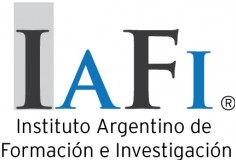 IAFI ®
Instituto Argentino de
Formación e Investigación